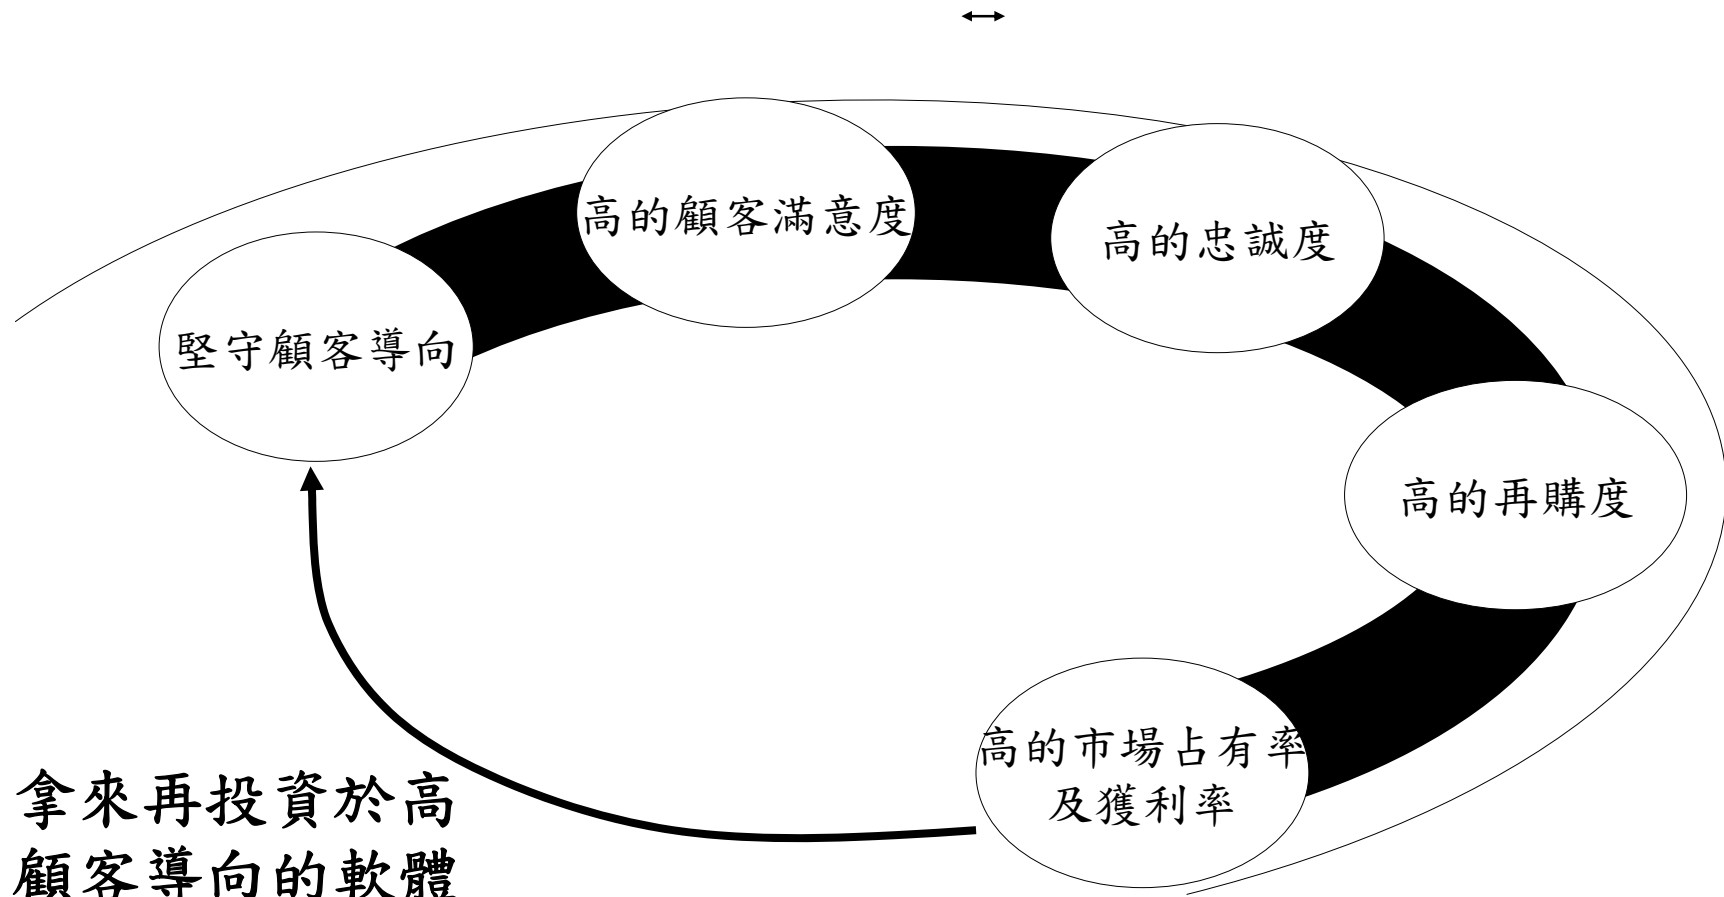 高的顧客滿意度
高的忠誠度
堅守顧客導向
高的再購度
高的市場占有率
及獲利率
拿來再投資於高
顧客導向的軟體